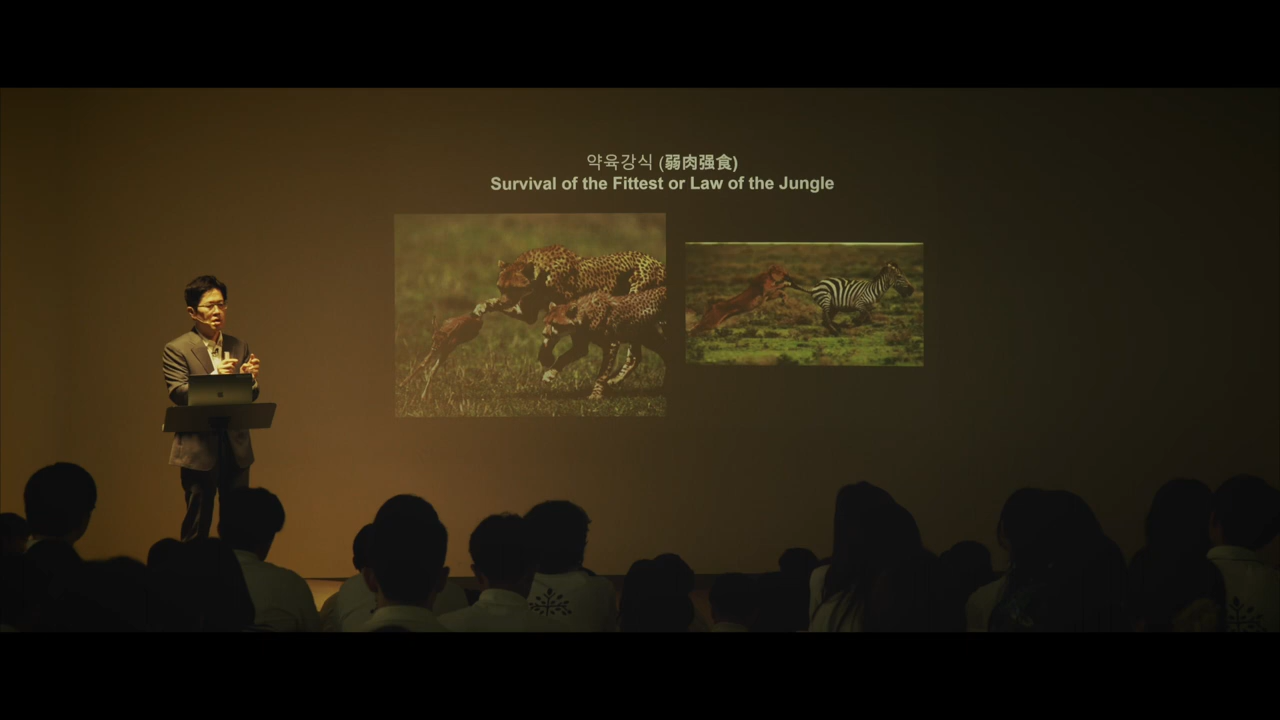 약육강식 (弱肉强食)
Survival of the Fittest or Law of the Jungle